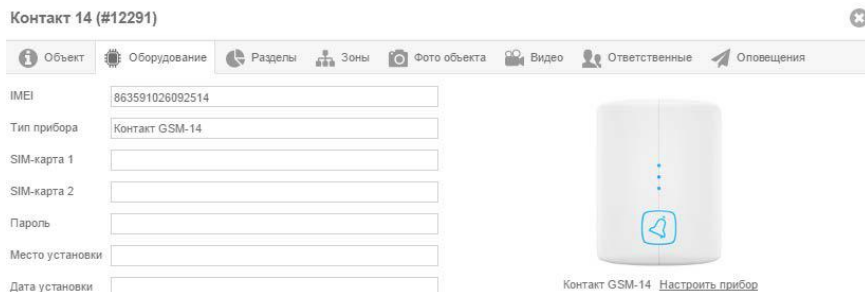 Контакт 14 (#12291)
Объект Оборудование Разделы Зоны Фото объекта Видео Ответственные Оповещения
IMEI 863591026092514
Тип прибора Контакт GSM-14
SIM-карта 1
SIM-карта 2
Пароль
Место установки
Дата установки
Контакт GSM-14 Настроить прибор